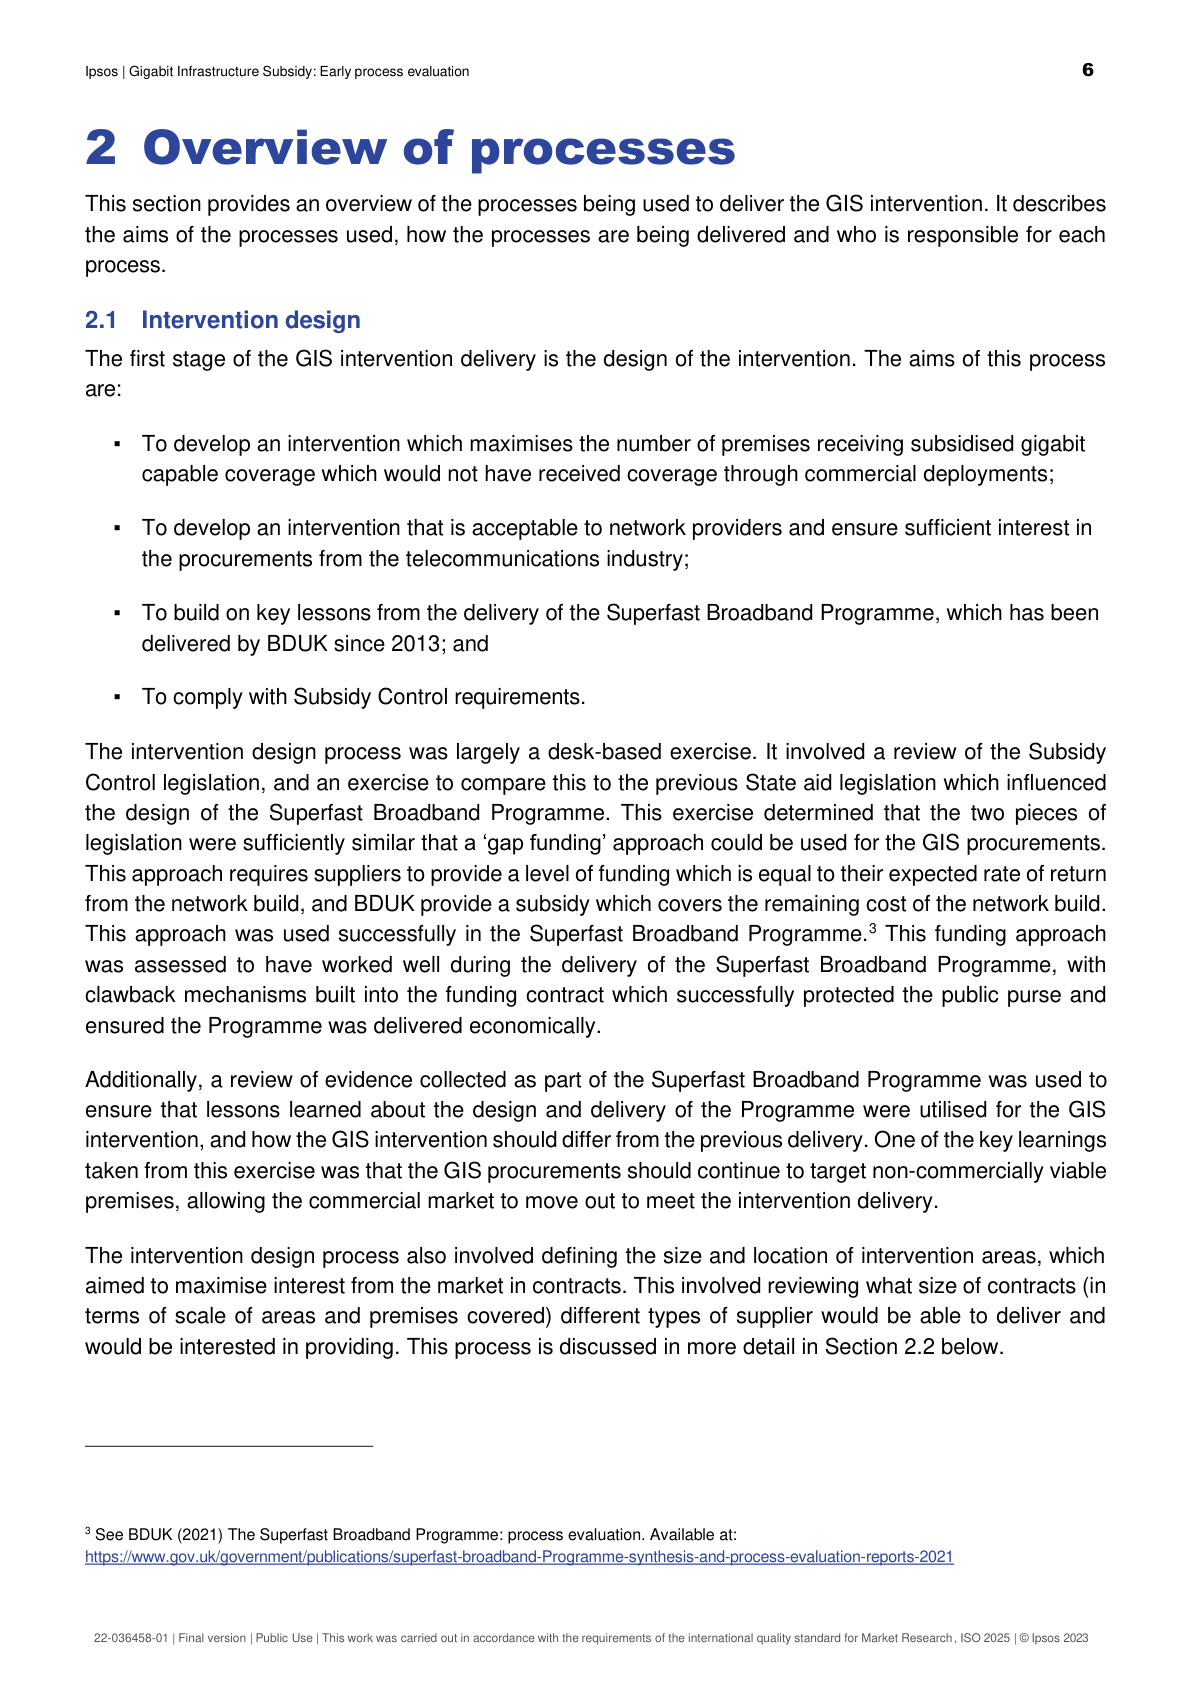 Ipsos | Gigabit Infrastructure Subsidy: Early process evaluation 6
2 Overview of processes
This section provides an overview of the processes being used to deliver the GIS intervention. It describes
the aims of the processes used, how the processes are being delivered and who is responsible for each
process.
2.1 Intervention design
The first stage of the GIS intervention delivery is the design of the intervention. The aims of this process
are:
▪ To develop an intervention which maximises the number of premises receiving subsidised gigabit
capable coverage which would not have received coverage through commercial deployments;
▪ To develop an intervention that is acceptable to network providers and ensure sufficient interest in
the procurements from the telecommunications industry;
▪ To build on key lessons from the delivery of the Superfast Broadband Programme, which has been
delivered by BDUK since 2013; and
▪ To comply with Subsidy Control requirements.
The intervention design process was largely a desk-based exercise. It involved a review of the Subsidy
Control legislation, and an exercise to compare this to the previous State aid legislation which influenced
the design of the Superfast Broadband Programme. This exercise determined that the two pieces of
legislation were sufficiently similar that a ‘gap funding’ approach could be used for the GIS procurements.
This approach requires suppliers to provide a level of funding which is equal to their expected rate of return
from the network build, and BDUK provide a subsidy which covers the remaining cost of the network build.
This approach was used successfully in the Superfast Broadband Programme.³ This funding approach
was assessed to have worked well during the delivery of the Superfast Broadband Programme, with
clawback mechanisms built into the funding contract which successfully protected the public purse and
ensured the Programme was delivered economically.
Additionally, a review of evidence collected as part of the Superfast Broadband Programme was used to
ensure that lessons learned about the design and delivery of the Programme were utilised for the GIS
intervention, and how the GIS intervention should differ from the previous delivery. One of the key learnings
taken from this exercise was that the GIS procurements should continue to target non-commercially viable
premises, allowing the commercial market to move out to meet the intervention delivery.
The intervention design process also involved defining the size and location of intervention areas, which
aimed to maximise interest from the market in contracts. This involved reviewing what size of contracts (in
terms of scale of areas and premises covered) different types of supplier would be able to deliver and
would be interested in providing. This process is discussed in more detail in Section 2.2 below.
³ See BDUK (2021) The Superfast Broadband Programme: process evaluation. Available at:
https://www.gov.uk/government/publications/superfast-broadband-Programme-synthesis-and-process-evaluation-reports-2021
22-036458-01 | Final version | Public Use | This work was carried out in accordance with the requirements of the international quality standard for Market Research, ISO 2025 | © Ipsos 2023